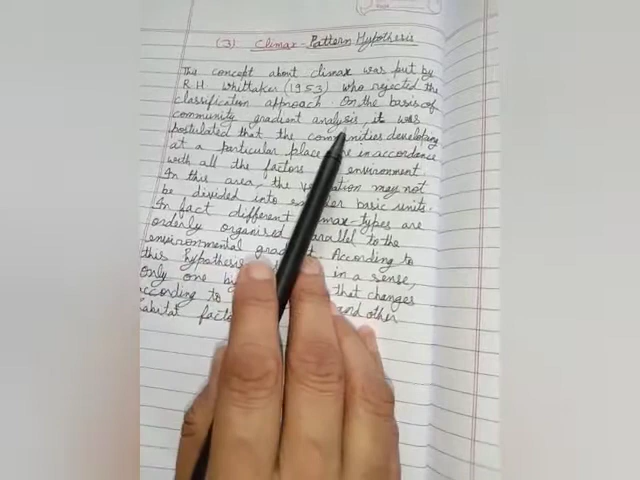 (3) Climax-Pattern Hypothesis
The concept about climax was put by
R.H. Whittaker (1953) who rejected the
classification approach. On the basis of
community gradient analysis, it was
postulated that the communities developing
at a particular place in accordance
with all the factors environment.
In this area, the may not
be divided into basic units.
In fact different types are
orderly organised parallel to the
environmental According to
this hypothesis in a sense,
only one that changes
according to and other
habitat